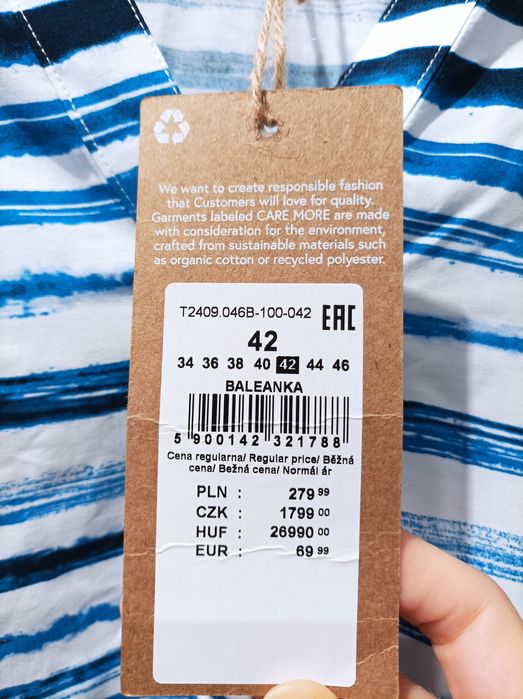 We want to create responsible fashion
that Customers will love for quality.
Garments labeled CARE MORE are made
with consideration for the environment,
crafted from sustainable materials such
as organic cotton or recycled polyester.
T2409.046B-100-042 EAC
42
34 36 38 40 42 44 46
BALEANKA
5 900142 321788
Cena regularna/ Regular price/ Běžná
cena/ Bežná cena/ Normál ár
PLN : 279 99
CZK : 1799 00
HUF : 26990 00
EUR : 69 99